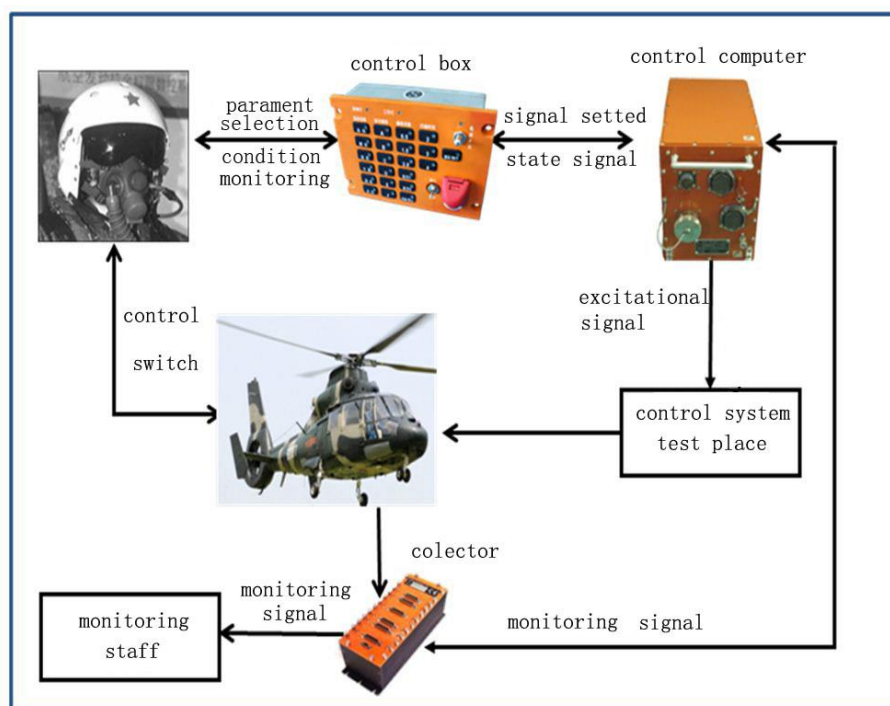 control box
control computer
parament
selection
condition
monitoring
signal setted
state signal
control
switch
excitational
signal
control system
test place
colector
monitoring
signal
monitoring signal
monitoring
staff